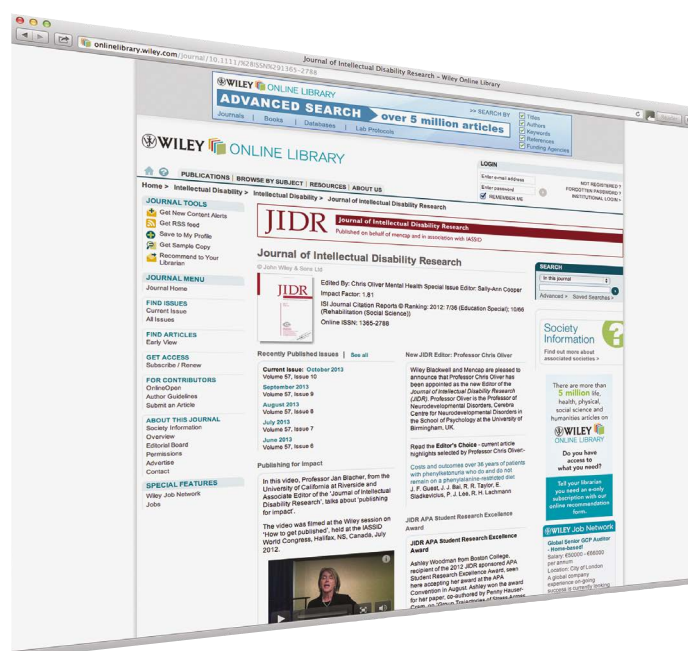 Journal of Intellectual Disability Research – Wiley Online Library
onlinelibrary.wiley.com/journal/10.1111/%28ISSN%291365-2788
WILEY ONLINE LIBRARY
ADVANCED SEARCH
over 5 million articles
Journals | Books | Databases | Lab Protocols
>> SEARCH BY
Titles
Authors
Keywords
References
Funding Agencies
WILEY ONLINE LIBRARY
LOGIN
Enter e-mail address
Enter password
REMEMBER ME
NOT REGISTERED ?
FORGOTTEN PASSWORD ?
INSTITUTIONAL LOGIN >
PUBLICATIONS | BROWSE BY SUBJECT | RESOURCES | ABOUT US
Home > Intellectual Disability > Intellectual Disability > Journal of Intellectual Disability Research
JOURNAL TOOLS
Get New Content Alerts
Get RSS feed
Save to My Profile
Get Sample Copy
Recommend to Your
Librarian
JOURNAL MENU
Journal Home
FIND ISSUES
Current Issue
All Issues
FIND ARTICLES
Early View
GET ACCESS
Subscribe / Renew
FOR CONTRIBUTORS
OnlineOpen
Author Guidelines
Submit an Article
ABOUT THIS JOURNAL
Society Information
Overview
Editorial Board
Permissions
Advertise
Contact
SPECIAL FEATURES
Wiley Job Network
Jobs
JIDR
Journal of Intellectual Disability Research
Published on behalf of mencap and in association with IASSID
Journal of Intellectual Disability Research
© John Wiley & Sons Ltd
JIDR
Edited By: Chris Oliver Mental Health Special Issue Editor: Sally-Ann Cooper
Impact Factor: 1.81
ISI Journal Citation Reports © Ranking: 2012: 7/36 (Education Special); 10/66
(Rehabilitation (Social Science))
Online ISSN: 1365-2788
Recently Published Issues | See all
Current Issue: October 2013
Volume 57, Issue 10
September 2013
Volume 57, Issue 9
August 2013
Volume 57, Issue 8
July 2013
Volume 57, Issue 7
June 2013
Volume 57, Issue 6
Publishing for Impact
In this video, Professor Jan Blacher, from the
University of California at Riverside and
Associate Editor of the 'Journal of Intellectual
Disability Research', talks about 'publishing
for impact'.
The video was filmed at the Wiley session on
'How to get published', held at the IASSID
World Congress, Halifax, NS, Canada, July
2012.
New JIDR Editor: Professor Chris Oliver
Wiley Blackwell and Mencap are pleased to
announce that Professor Chris Oliver has
been appointed as the new Editor of the
Journal of Intellectual Disability Research
(JIDR). Professor Oliver is the Professor of
Neurodevelopmental Disorders, Cerebra
Centre for Neurodevelopmental Disorders in
the School of Psychology at the University of
Birmingham, UK.
Read the Editor's Choice - current article
highlights selected by Professor Chris Oliver:-
Costs and outcomes over 36 years of patients
with phenylketonuria who do and do not
remain on a phenylalanine-restricted diet
J. F. Guest, J. J. Bai, R. R. Taylor, E.
Sladkevicius, P. J. Lee, R. H. Lachmann
JIDR APA Student Research Excellence
Award
JIDR APA Student Research Excellence
Award
Ashley Woodman from Boston College,
recipient of the 2012 JIDR sponsored APA
Student Research Excellence Award, seen
here accepting her award at the APA
Convention in August. Ashley won the award
for her paper, co-authored by Penny Hauser-
Cram, on 'Group Trajectories of Stress Across
SEARCH
In this journal
Advanced > Saved Searches >
Society
Information
Find out more about
associated societies >
There are more than
5 million life,
health, physical,
social science and
humanities articles on
WILEY
ONLINE LIBRARY
Do you have
access to
what you need?
Tell your librarian
you need an e-only
subscription with our
online recommendation
form.
WILEY Job Network
Global Senior GCP Auditor
- Home-based!
Salary: €60000 - €66000
per annum
Location: City of London
A global company
experience on-going
success is currently looking